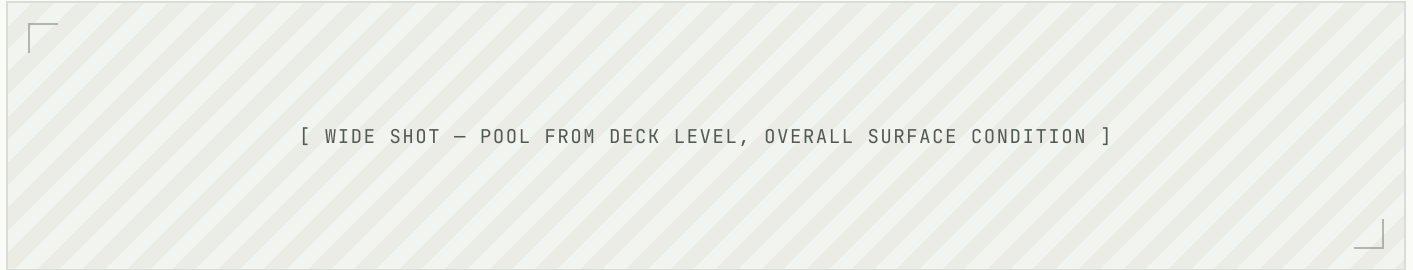 [ WIDE SHOT — POOL FROM DECK LEVEL, OVERALL SURFACE CONDITION ]